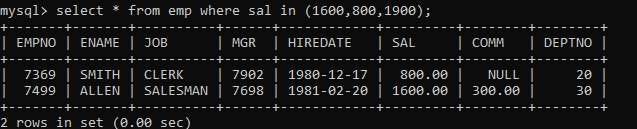 mysql> select * from emp where sal in (1600,800,1900);
+-------+-------+----------+------+------------+---------+--------+--------+
| EMPNO | ENAME | JOB      | MGR  | HIREDATE   | SAL     | COMM   | DEPTNO |
+-------+-------+----------+------+------------+---------+--------+--------+
|  7369 | SMITH | CLERK    | 7902 | 1980-12-17 |  800.00 |   NULL |     20 |
|  7499 | ALLEN | SALESMAN | 7698 | 1981-02-20 | 1600.00 | 300.00 |     30 |
+-------+-------+----------+------+------------+---------+--------+--------+
2 rows in set (0.00 sec)